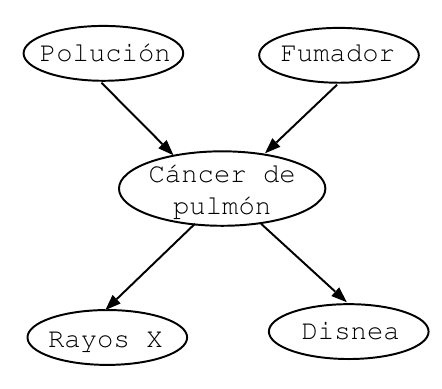 Polución
Fumador
Cáncer de
pulmón
Rayos X
Disnea